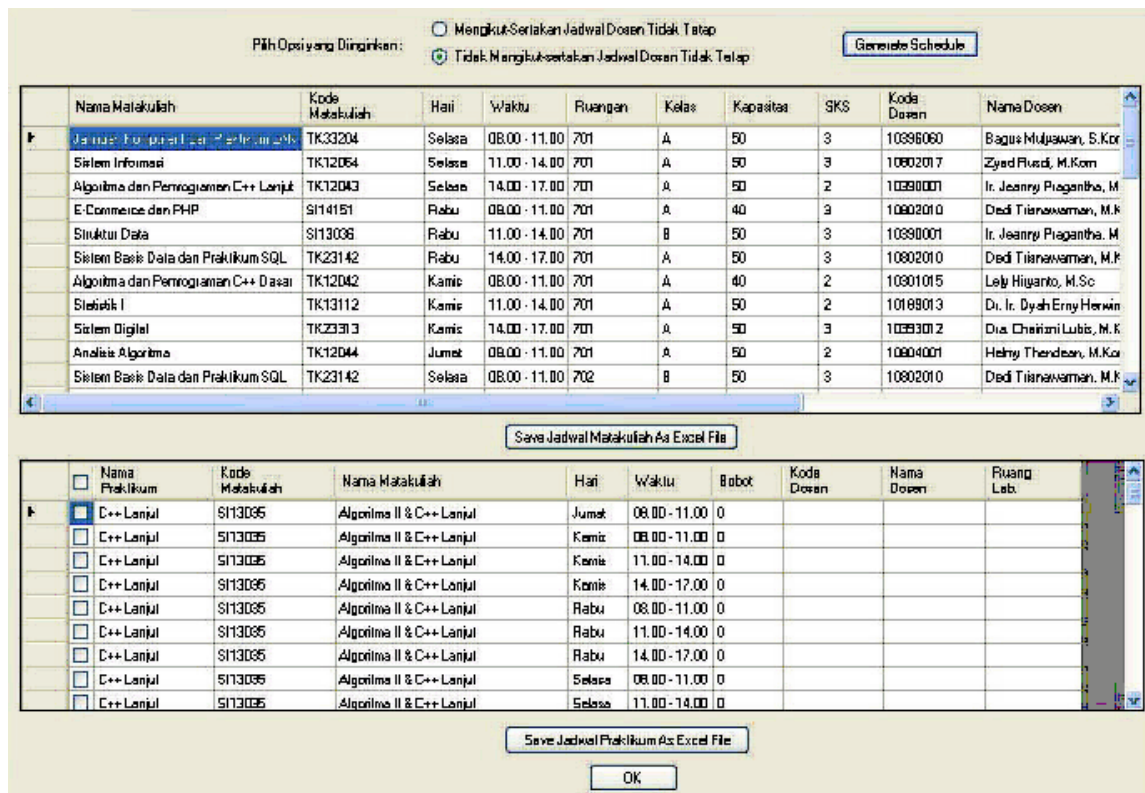 Mengikut-Sertakan Jadwal Dosen Tidak Tetap
Pilih Opsi yang Diinginkan : Generate Schedule
Tidak Mengikut-sertakan Jadwal Dosen Tidak Tetap
Nama Matakuliah Kode Matakuliah Hari Waktu Ruangan Kelas Kapasitas SKS Kode Dosen Nama Dosen
TK33204 Selasa 08.00 - 11.00 701 A 50 3 10396060 Bagus Mulyawan, S.Kor
Sistem Informasi TK12054 Selasa 11.00 - 14.00 701 A 50 3 10802017 Zyad Rusdi, M.Kom
Algoritma dan Pemrograman C++ Lanjut TK12043 Selasa 14.00 - 17.00 701 A 50 2 10390001 Ir. Jeanny Pragantha, M
E-Commerce dan PHP SI14151 Rabu 08.00 - 11.00 701 A 40 3 10802010 Dedi Trisnawarman, M.K
Struktur Data SI13036 Rabu 11.00 - 14.00 701 B 50 3 10390001 Ir. Jeanny Pragantha, M
Sistem Basis Data dan Praktikum SQL TK23142 Rabu 14.00 - 17.00 701 A 50 3 10802010 Dedi Trisnawarman, M.K
Algoritma dan Pemrograman C++ Dasar TK12042 Kamis 08.00 - 11.00 701 A 40 2 10301015 Lely Hiryanto, M.Sc
Statistik I TK13112 Kamis 11.00 - 14.00 701 A 50 2 Dr. Ir. Dyah Erny Herwin
Sistem Digital TK23313 Kamis 14.00 - 17.00 701 A 50 3 10393012 Dra. Chairisni Lubis, M.K
Analisis Algoritma TK12044 Jumat 08.00 - 11.00 701 A 50 2 10804001 Helmy Thendean, M.Kor
Sistem Basis Data dan Praktikum SQL TK23142 Selasa 08.00 - 11.00 702 B 50 3 10802010 Dedi Trisnawarman, M.K
Save Jadwal Matakuliah As Excel File
Nama Praktikum Kode Matakuliah Nama Matakuliah Hari Waktu Bobot Kode Dosen Nama Dosen Ruang Lab.
C++ Lanjut SI13035 Algoritma II & C++ Lanjut Jumat 08.00 - 11.00 0
C++ Lanjut SI13035 Algoritma II & C++ Lanjut Kamis 08.00 - 11.00 0
C++ Lanjut SI13035 Algoritma II & C++ Lanjut Kamis 11.00 - 14.00 0
C++ Lanjut SI13035 Algoritma II & C++ Lanjut Kamis 14.00 - 17.00 0
C++ Lanjut SI13035 Algoritma II & C++ Lanjut Rabu 08.00 - 11.00 0
C++ Lanjut SI13035 Algoritma II & C++ Lanjut Rabu 11.00 - 14.00 0
C++ Lanjut SI13035 Algoritma II & C++ Lanjut Rabu 14.00 - 17.00 0
C++ Lanjut SI13035 Algoritma II & C++ Lanjut Selasa 08.00 - 11.00 0
C++ Lanjut SI13035 Algoritma II & C++ Lanjut Selasa 11.00 - 14.00 0
Save Jadwal Praktikum As Excel File
OK